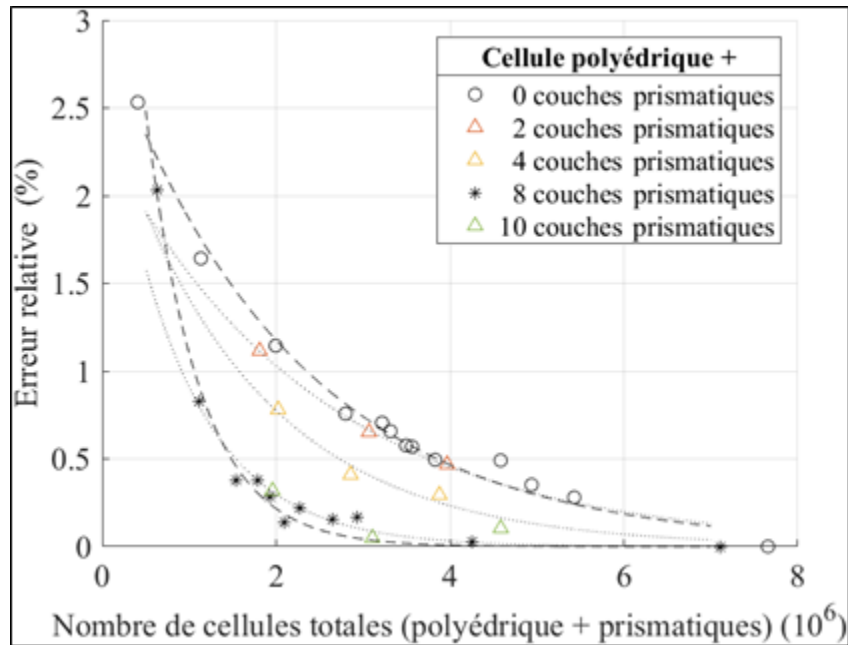 3
2.5
2
1.5
1
0.5
0
Erreur relative (%)
Cellule polyédrique +
0 couches prismatiques
2 couches prismatiques
4 couches prismatiques
8 couches prismatiques
10 couches prismatiques
0 2 4 6 8
Nombre de cellules totales (polyédrique + prismatiques) (10⁶)